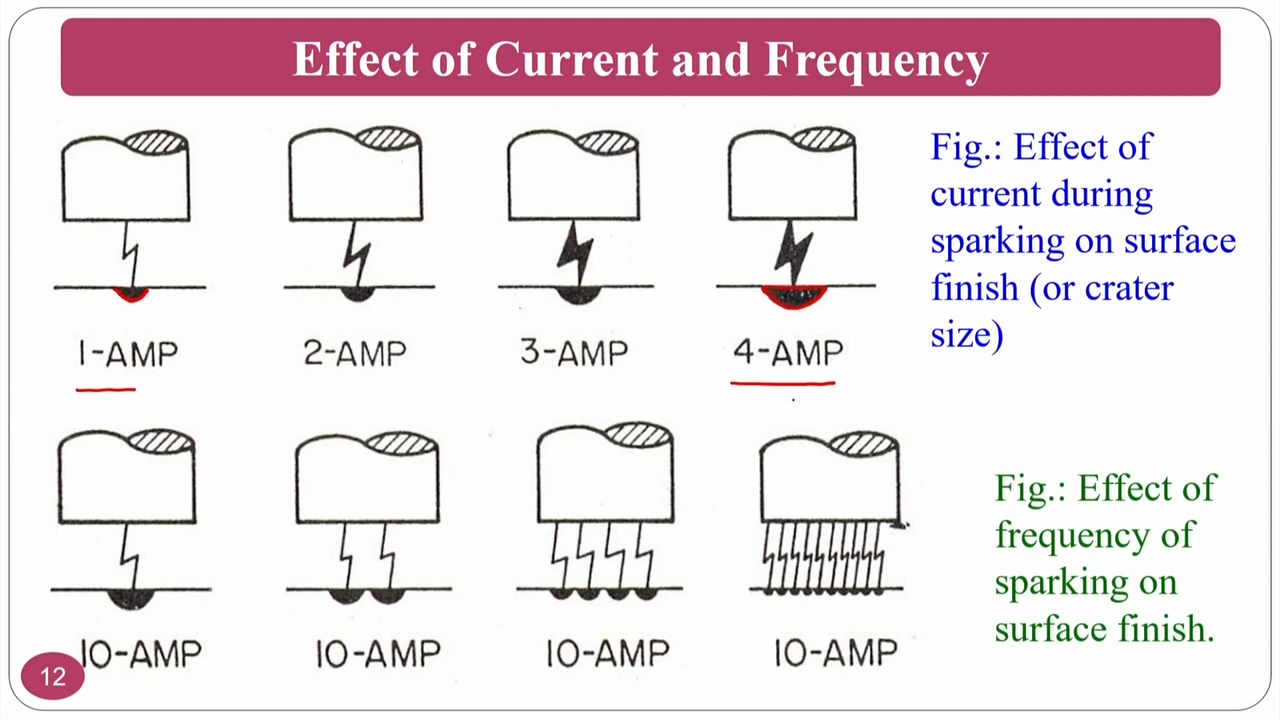 Effect of Current and Frequency
Fig.: Effect of
current during
sparking on surface
finish (or crater
size)
1-AMP
2-AMP
3-AMP
4-AMP
Fig.: Effect of
frequency of
sparking on
surface finish.
10-AMP
10-AMP
10-AMP
10-AMP
12